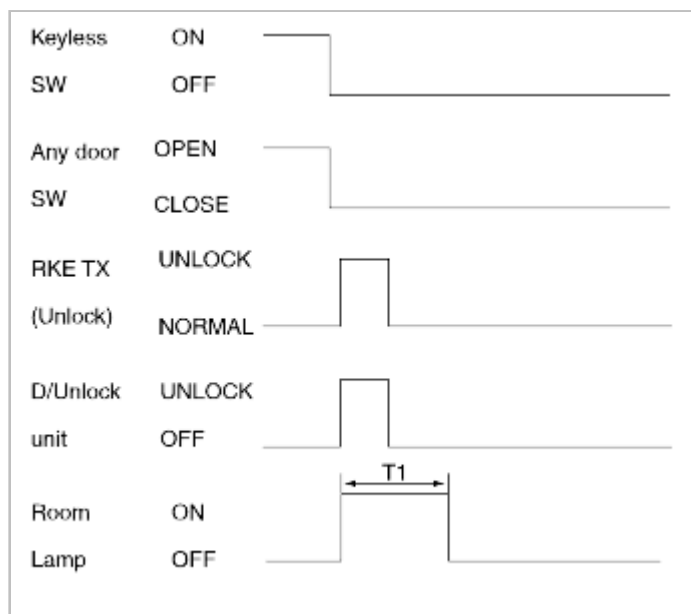 Keyless ON
SW OFF
Any door OPEN
SW CLOSE
RKE TX UNLOCK
(Unlock) NORMAL
D/Unlock UNLOCK
unit OFF
T1
Room ON
Lamp OFF